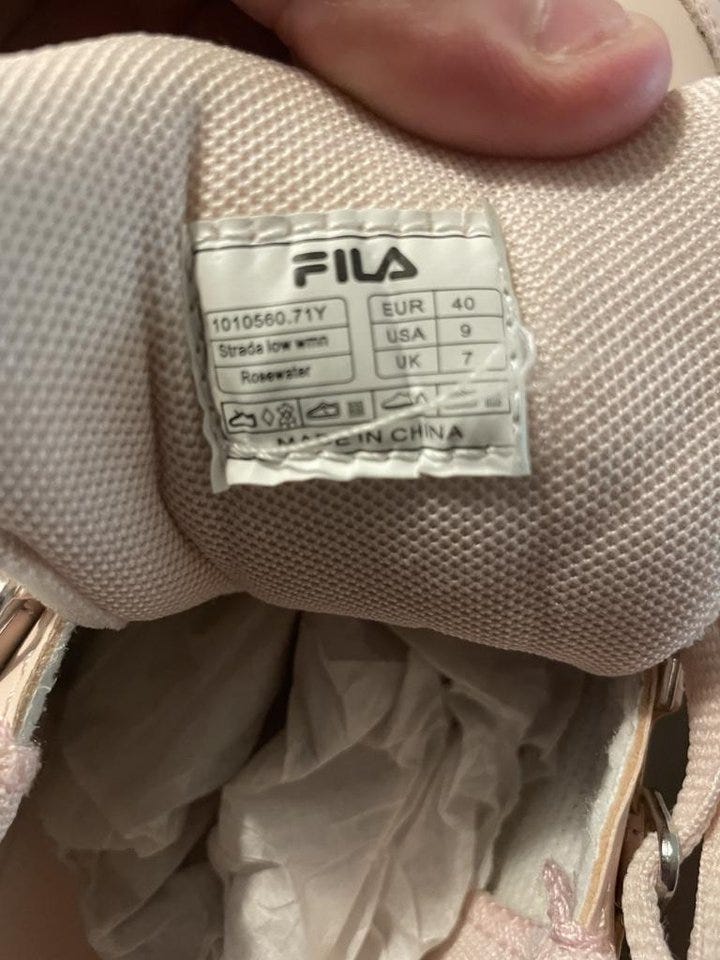 FILA
1010560.71Y
Strada low wmn
Rosewater
EUR 40
USA 9
UK 7
MADE IN CHINA